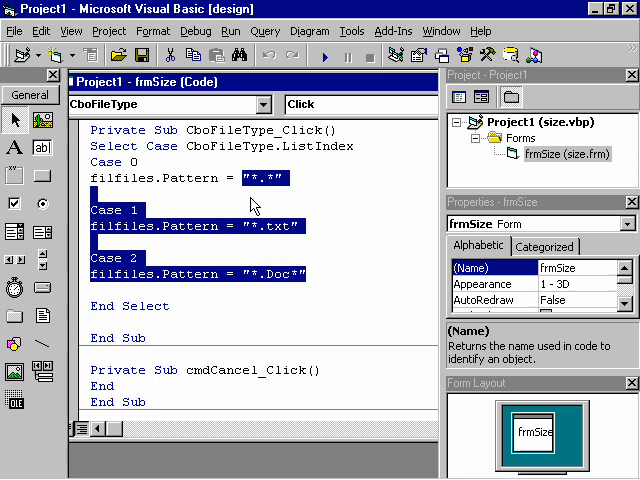 Project1 - Microsoft Visual Basic [design]
File Edit View Project Format Debug Run Query Diagram Tools Add-Ins Window Help
General
A
ab
xy
OLE
Project1 - frmSize (Code)
CboFileType Click
Private Sub CboFileType_Click()
Select Case CboFileType.ListIndex
Case 0
filfiles.Pattern = "*.*"
Case 1
filfiles.Pattern = "*.txt"
Case 2
filfiles.Pattern = "*.Doc*"
End Select
End Sub
Private Sub cmdCancel_Click()
End
End Sub
Project - Project1
Project1 (size.vbp)
Forms
frmSize (size.frm)
Properties - frmSize
frmSize Form
Alphabetic Categorized
(Name) frmSize
Appearance 1 - 3D
AutoRedraw False
(Name)
Returns the name used in code to
identify an object.
Form Layout
frmSize